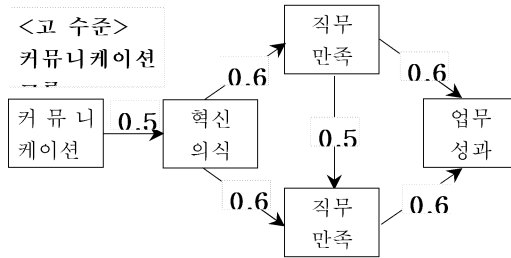 <고 수준>
커뮤니케이션
직무
만족
0.6
0.6
커 뮤 니
케이션
0.5
혁신
의식
0.5
업무
성과
0.6
직무
만족
0.6